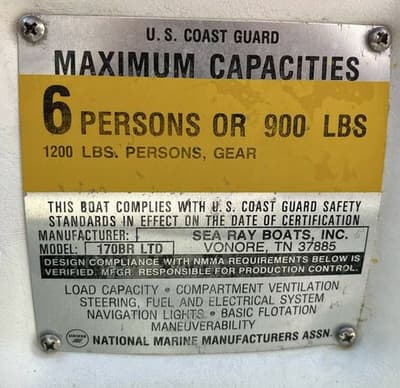 U.S. COAST GUARD
MAXIMUM CAPACITIES
6 PERSONS OR 900 LBS
1200 LBS. PERSONS, GEAR
THIS BOAT COMPLIES WITH U.S. COAST GUARD SAFETY
STANDARDS IN EFFECT ON THE DATE OF CERTIFICATION
MANUFACTURER: SEA RAY BOATS, INC.
MODEL: 170BR LTD VONORE, TN 37885
DESIGN COMPLIANCE WITH NMMA REQUIREMENTS BELOW IS
VERIFIED. MFGR. RESPONSIBLE FOR PRODUCTION CONTROL.
LOAD CAPACITY • COMPARTMENT VENTILATION
STEERING, FUEL AND ELECTRICAL SYSTEM
NAVIGATION LIGHTS • BASIC FLOTATION
MANEUVERABILITY
NATIONAL MARINE MANUFACTURERS ASSN.